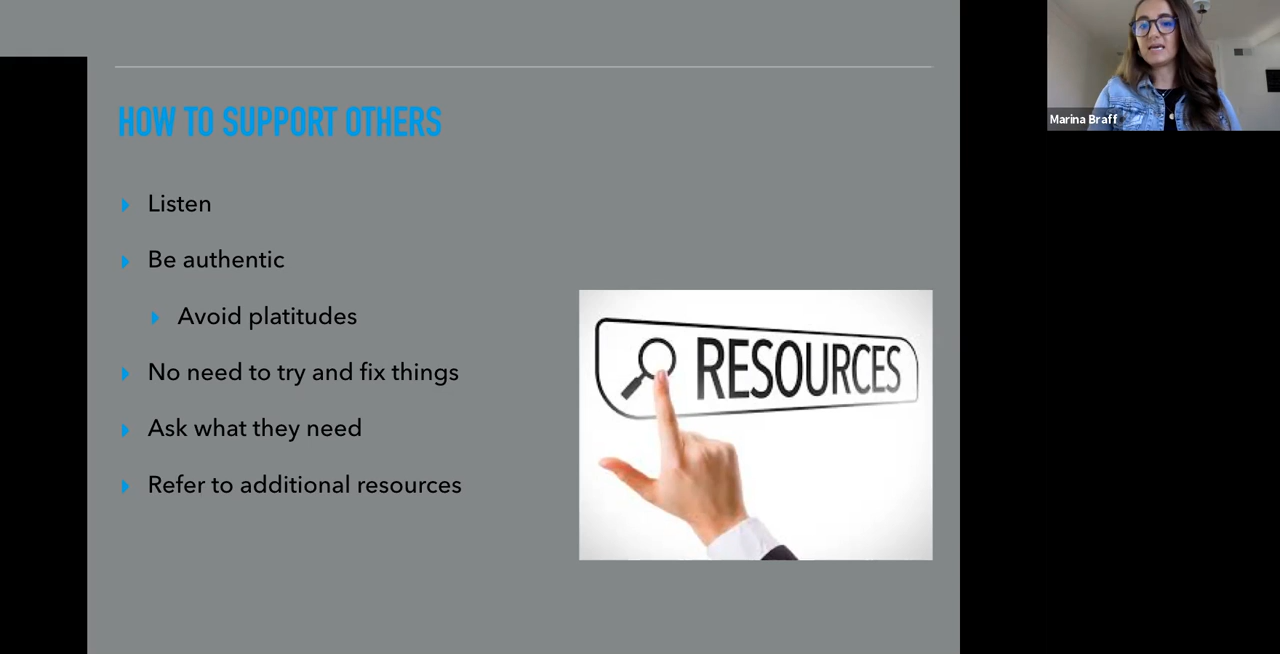 HOW TO SUPPORT OTHERS
Listen
Be authentic
Avoid platitudes
No need to try and fix things
Ask what they need
Refer to additional resources
RESOURCES
Marina Braff